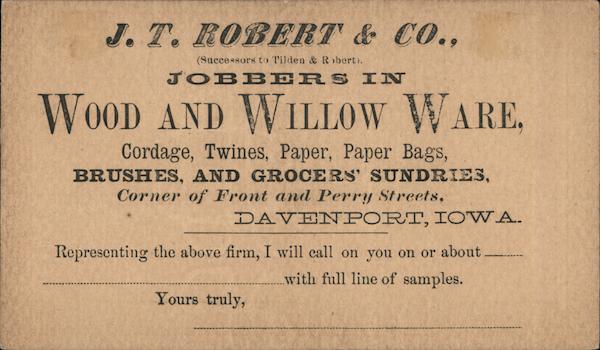 J. T. ROBERT & CO.,
(Successors to Tilden & Robert).
JOBBERS IN
WOOD AND WILLOW WARE,
Cordage, Twines, Paper, Paper Bags,
BRUSHES, AND GROCERS' SUNDRIES,
Corner of Front and Perry Streets,
DAVENPORT, IOWA.
Representing the above firm, I will call on you on or about
with full line of samples.
Yours truly,